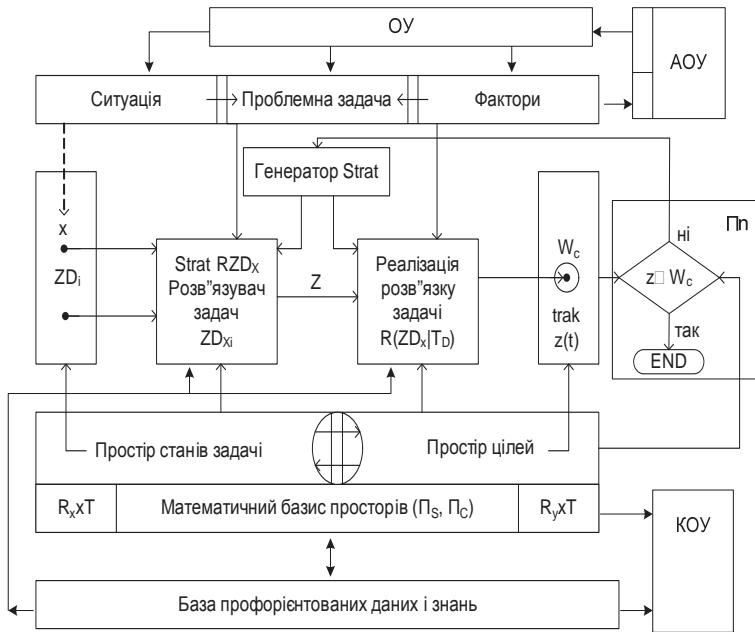 ОУ
АОУ
Ситуація
Проблемна задача
Фактори
Генератор Strat
x
ZDi
Strat RZDX
Розв"язувач
задач
ZDXi
Z
Реалізація
розв"язку
задачі
R(ZDx|TD)
Wc
trak
z(t)
Пп
ні
z□ Wc
так
END
Простір станів задачі
Простір цілей
RxxT
Математичний базис просторів (ПS, ПC)
RyxT
КОУ
База профорієнтованих даних і знань